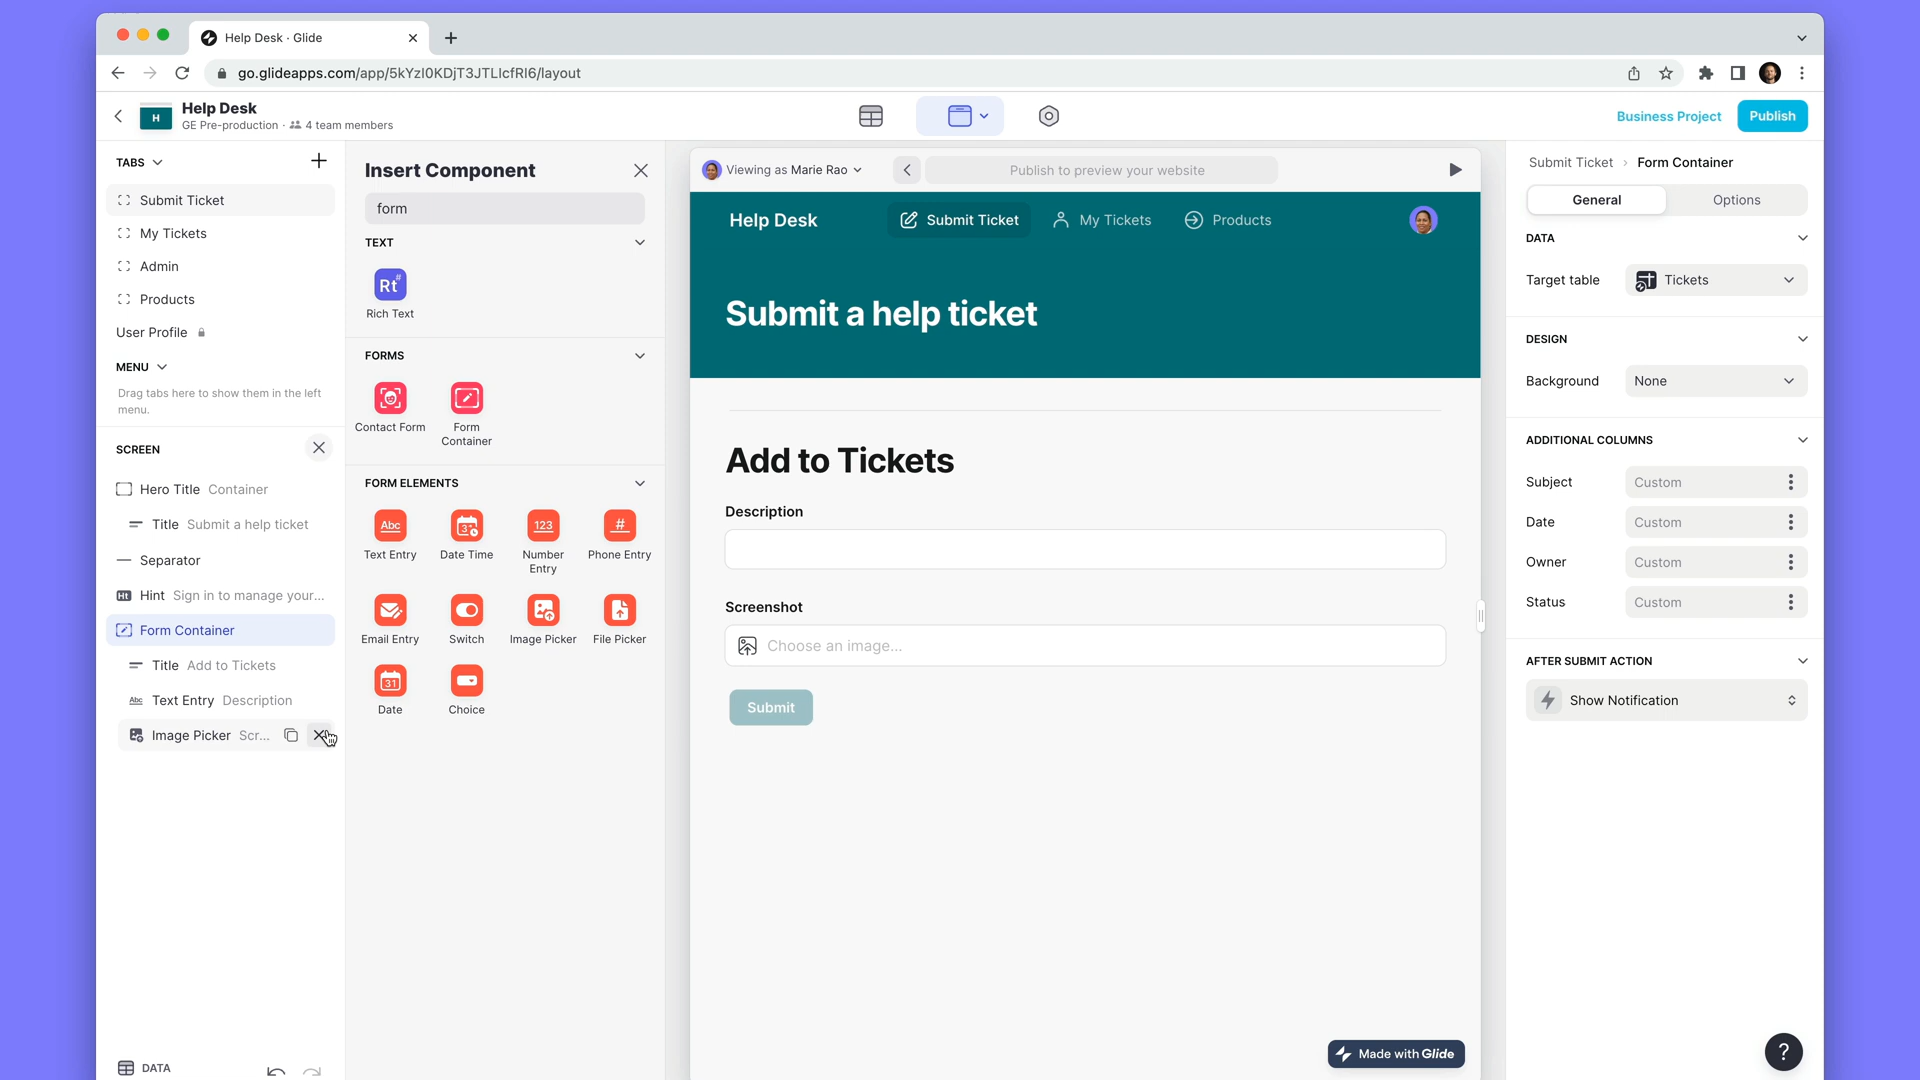 Help Desk · Glide
go.glideapps.com/app/5kYzI0KDjT3JTLIcfRI6/layout
H
Help Desk
GE Pre-production · 4 team members
Business Project
Publish
TABS
Submit Ticket
My Tickets
Admin
Products
User Profile
MENU
Drag tabs here to show them in the left
menu.
SCREEN
Hero Title Container
Title Submit a help ticket
Separator
Ht Hint Sign in to manage your...
Form Container
Title Add to Tickets
Abc Text Entry Description
Image Picker Scr...
DATA
Insert Component
form
TEXT
Rt#
Rich Text
FORMS
Contact Form
Form
Container
FORM ELEMENTS
Abc
Text Entry
31
Date Time
123
Number
Entry
#
Phone Entry
Email Entry
Switch
Image Picker
File Picker
31
Date
Choice
Viewing as Marie Rao
Publish to preview your website
Help Desk
Submit Ticket
My Tickets
Products
Submit a help ticket
Add to Tickets
Description
Screenshot
Choose an image...
Submit
Made with Glide
Submit Ticket › Form Container
General
Options
DATA
Target table
Tickets
DESIGN
Background
None
ADDITIONAL COLUMNS
Subject
Custom
Date
Custom
Owner
Custom
Status
Custom
AFTER SUBMIT ACTION
Show Notification
?